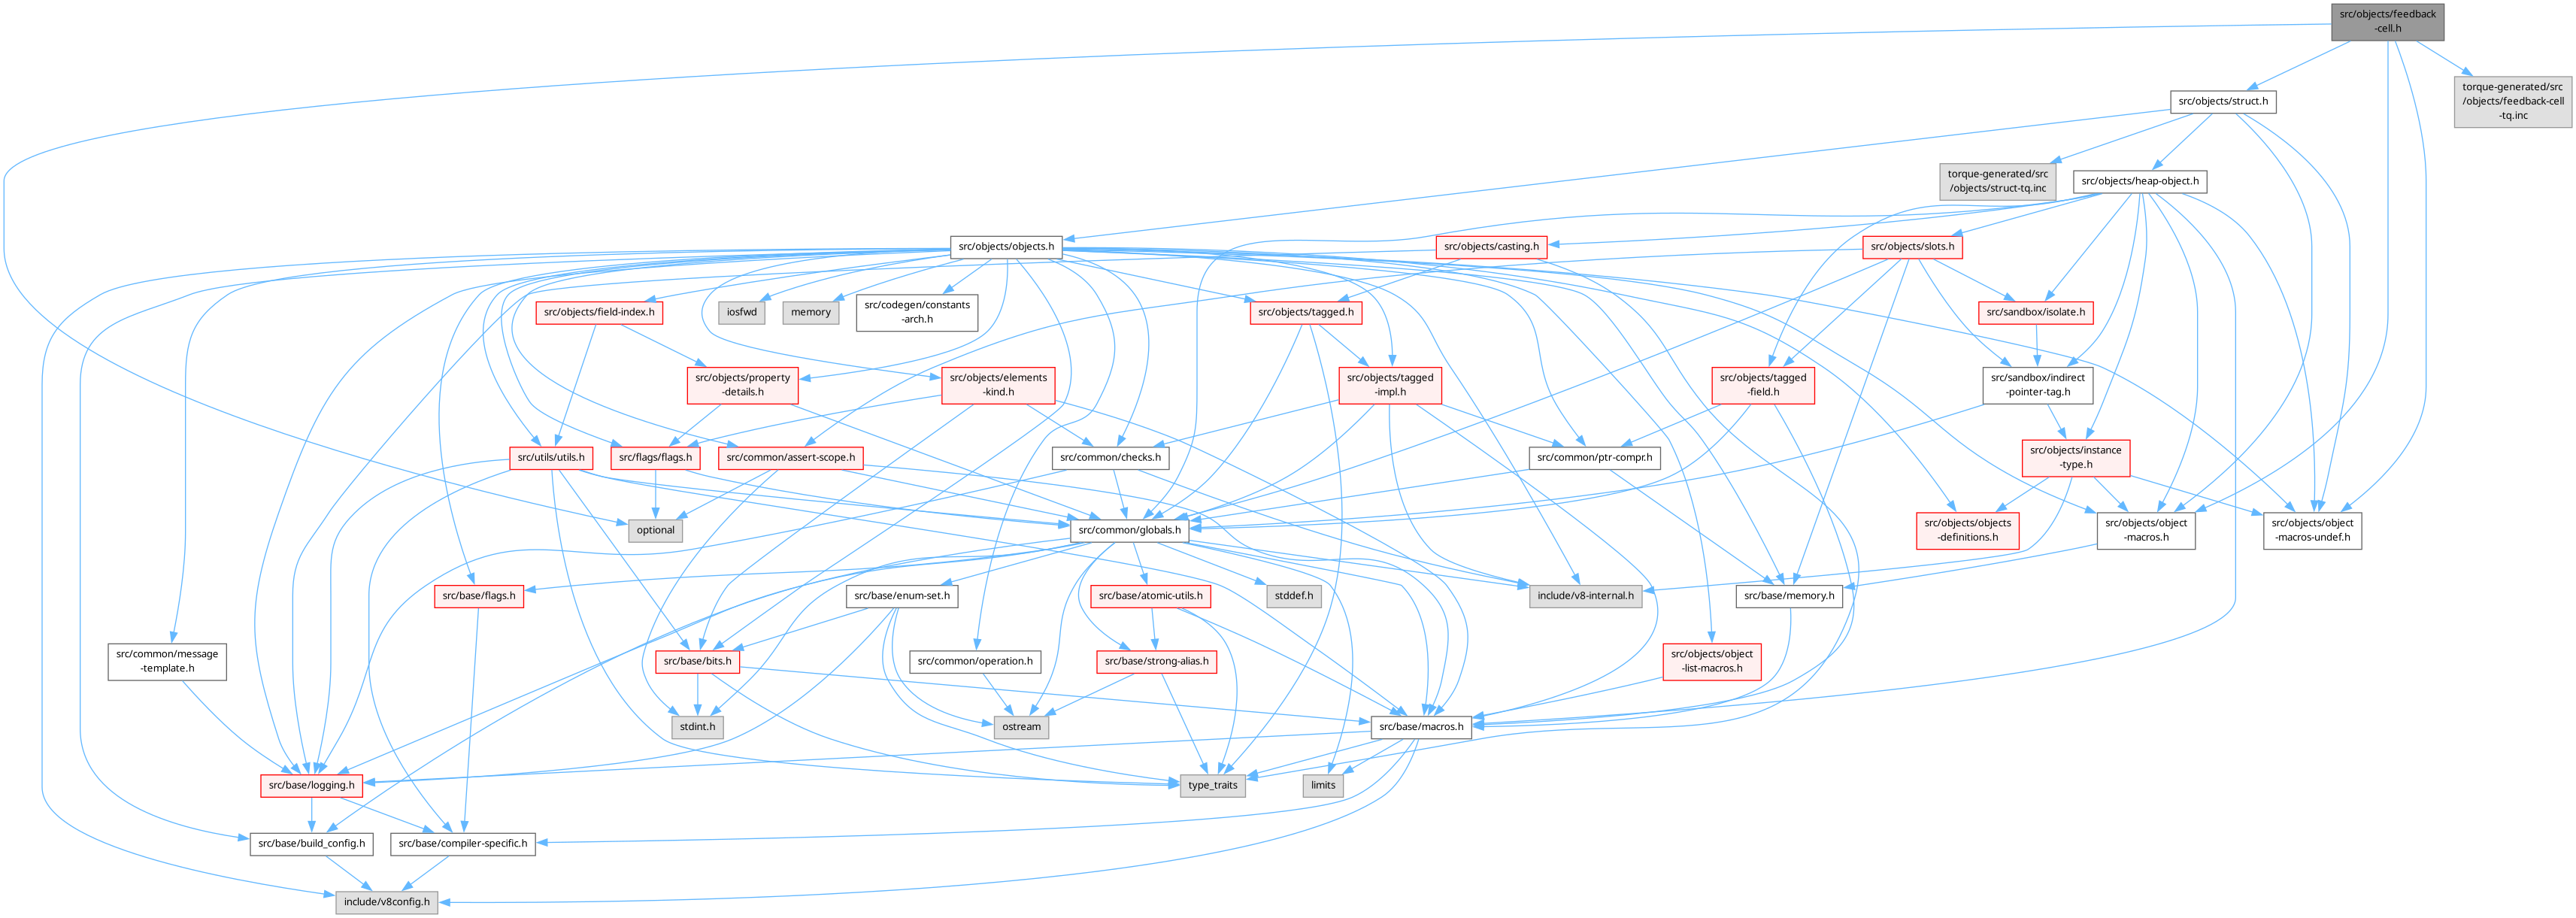 src/objects/feedback
-cell.h
torque-generated/src
/objects/feedback-cell
-tq.inc
src/objects/struct.h
torque-generated/src
/objects/struct-tq.inc
src/objects/heap-object.h
src/objects/objects.h
src/objects/casting.h
src/objects/slots.h
src/objects/field-index.h
iosfwd
memory
src/codegen/constants
-arch.h
src/objects/tagged.h
src/sandbox/isolate.h
src/objects/property
-details.h
src/objects/elements
-kind.h
src/objects/tagged
-impl.h
src/objects/tagged
-field.h
src/sandbox/indirect
-pointer-tag.h
src/utils/utils.h
src/flags/flags.h
src/common/assert-scope.h
src/common/checks.h
src/common/ptr-compr.h
src/objects/instance
-type.h
optional
src/common/globals.h
src/objects/objects
-definitions.h
src/objects/object
-macros.h
src/objects/object
-macros-undef.h
src/base/flags.h
src/base/enum-set.h
src/base/atomic-utils.h
stddef.h
include/v8-internal.h
src/base/memory.h
src/common/message
-template.h
src/base/bits.h
src/common/operation.h
src/base/strong-alias.h
src/objects/object
-list-macros.h
stdint.h
ostream
src/base/macros.h
src/base/logging.h
type_traits
limits
src/base/build_config.h
src/base/compiler-specific.h
include/v8config.h